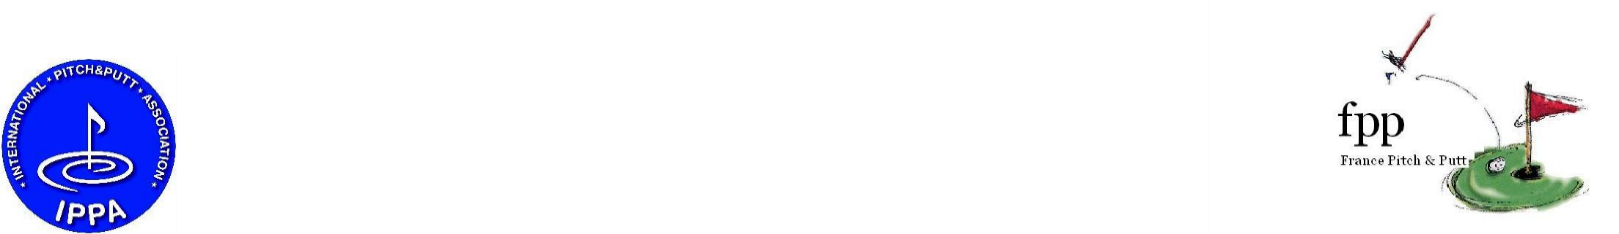 * INTERNATIONAL * PITCH&PUTT * ASSOCIATION *
IPPA
fpp
France Pitch & Putt